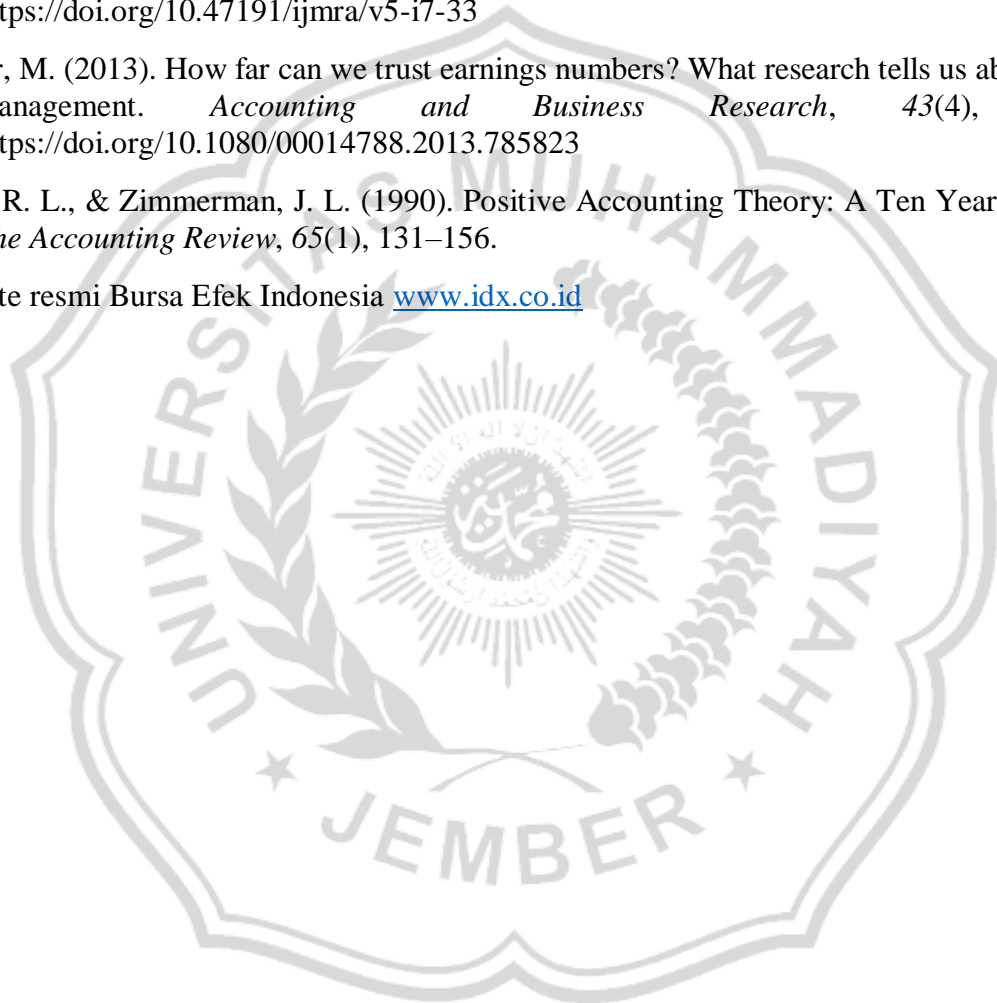 tps://doi.org/10.47191/ijmra/v5-i7-33
r, M. (2013). How far can we trust earnings numbers? What research tells us ab
anagement. Accounting and Business Research, 43(4),
tps://doi.org/10.1080/00014788.2013.785823
R. L., & Zimmerman, J. L. (1990). Positive Accounting Theory: A Ten Year
he Accounting Review, 65(1), 131–156.
te resmi Bursa Efek Indonesia www.idx.co.id
UNIVERSITAS MUHAMMADIYAH
JEMBER